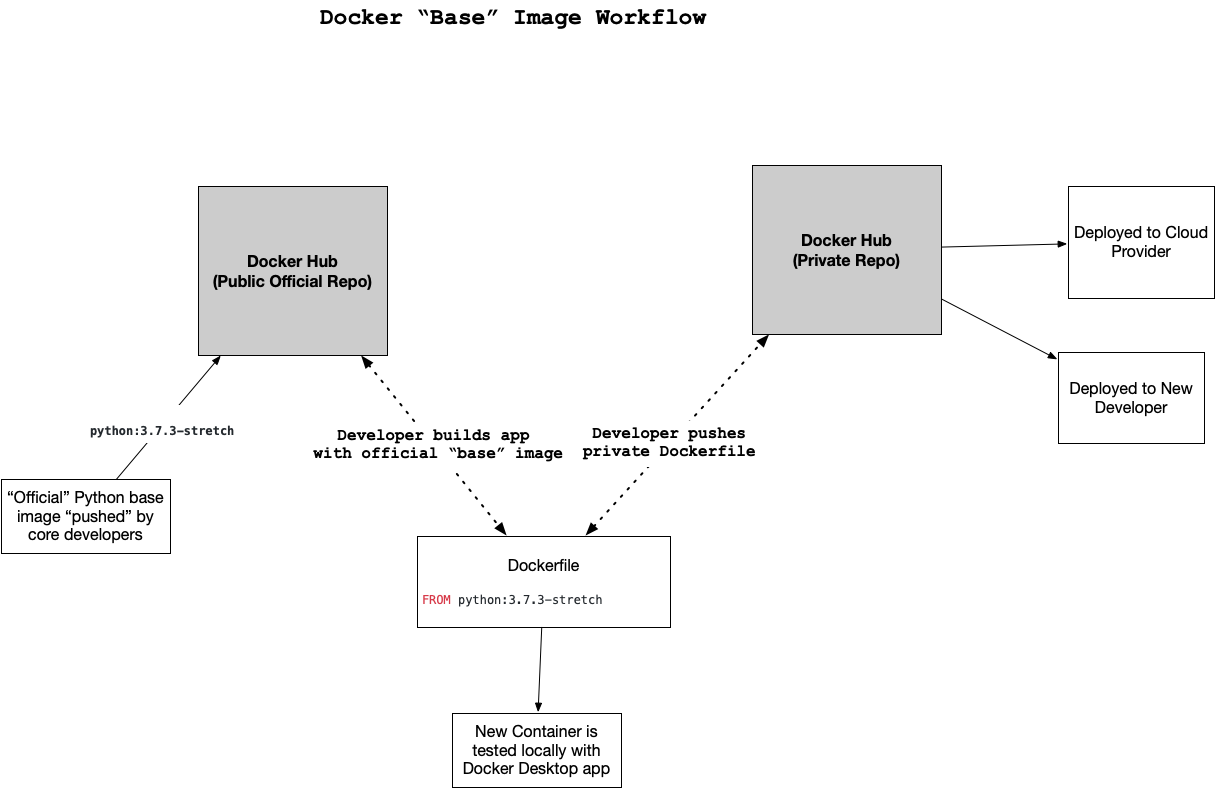 Docker “Base” Image Workflow
Docker Hub
(Public Official Repo)
Docker Hub
(Private Repo)
Deployed to Cloud
Provider
Deployed to New
Developer
python:3.7.3-stretch
Developer builds app
with official “base” image
Developer pushes
private Dockerfile
“Official” Python base
image “pushed” by
core developers
Dockerfile
FROM python:3.7.3-stretch
New Container is
tested locally with
Docker Desktop app